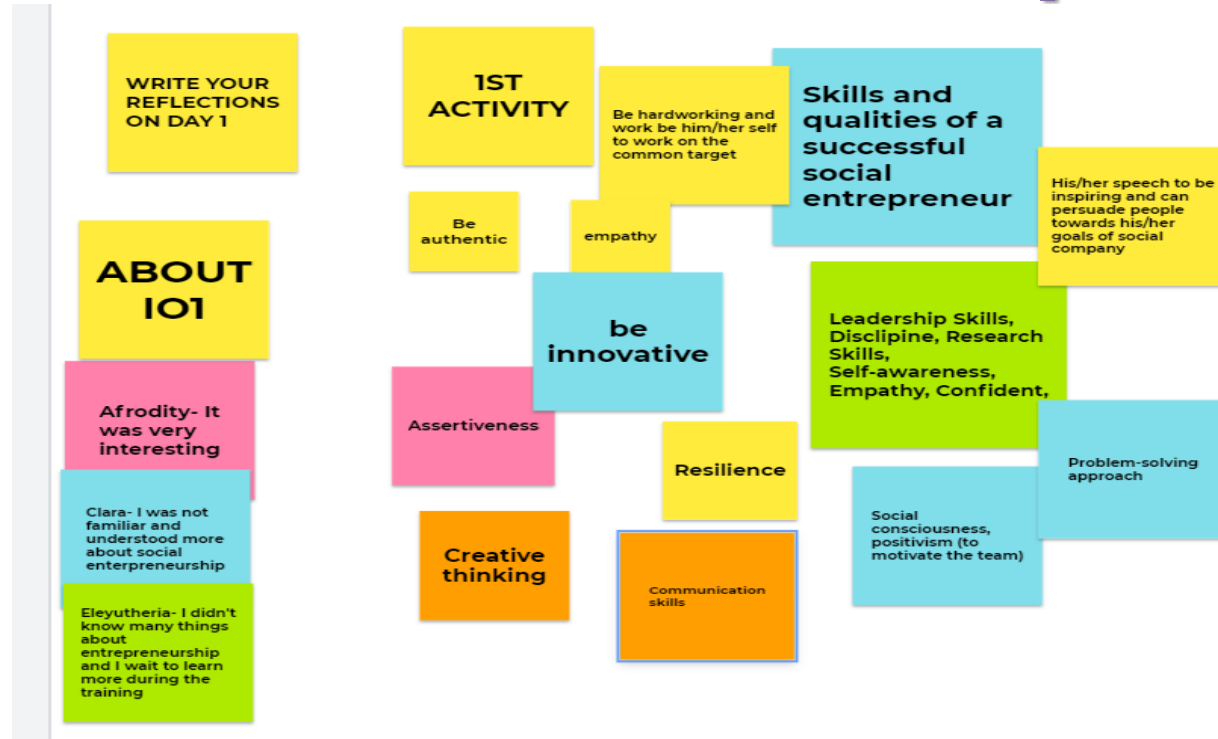 WRITE YOUR
REFLECTIONS
ON DAY 1
ABOUT
IO1
Afrodity- It
was very
interesting
Clara- I was not
familiar and
understood more
about social
enterpreneurship
Eleyutheria- I didn't
know many things
about
entrepreneurship
and I wait to learn
more during the
training
1ST
ACTIVITY
Be hardworking and
work be him/her self
to work on the
common target
Skills and
qualities of a
successful
social
entrepreneur
His/her speech to be
inspiring and can
persuade people
towards his/her
goals of social
company
Be
authentic
empathy
be
innovative
Leadership Skills,
Disclipine, Research
Skills,
Self-awareness,
Empathy, Confident,
Assertiveness
Resilience
Problem-solving
approach
Creative
thinking
Communication
skills
Social
consciousness,
positivism (to
motivate the team)